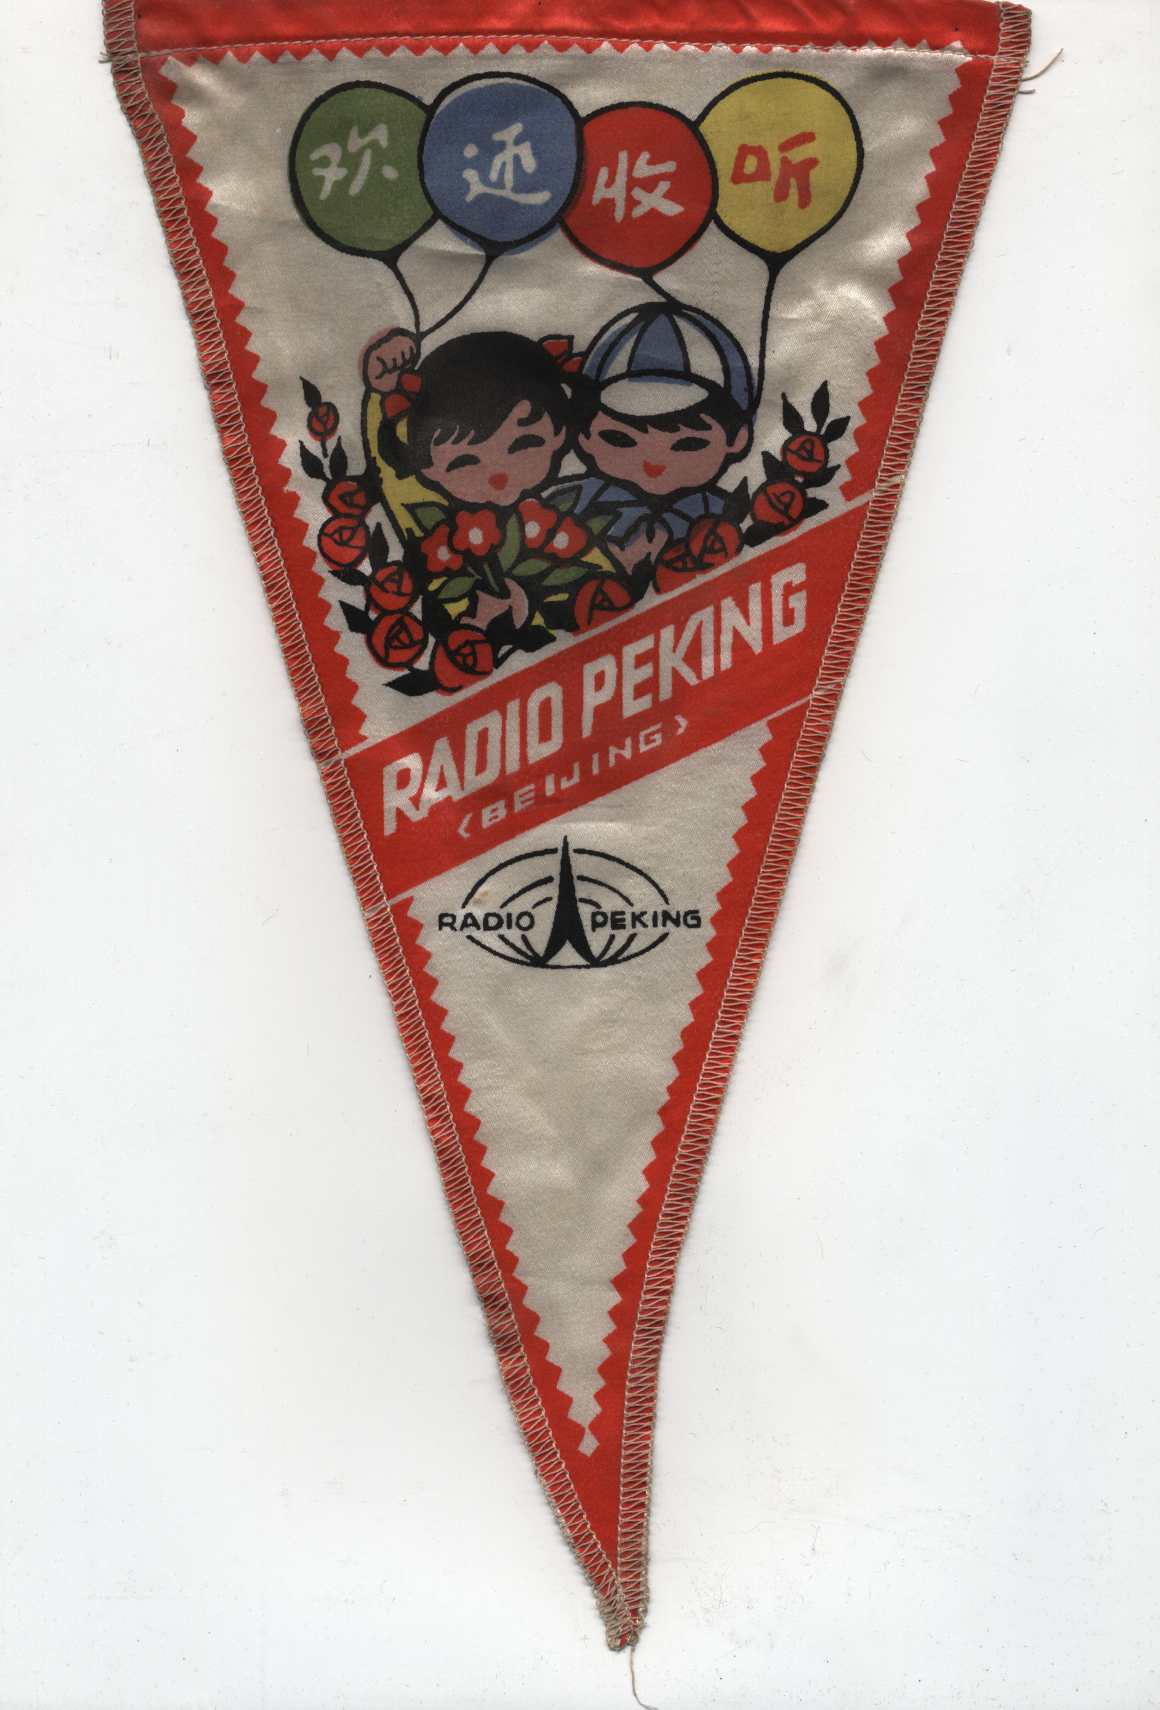 欢迎收听
RADIO PEKING
<BEIJING>
RADIO PEKING